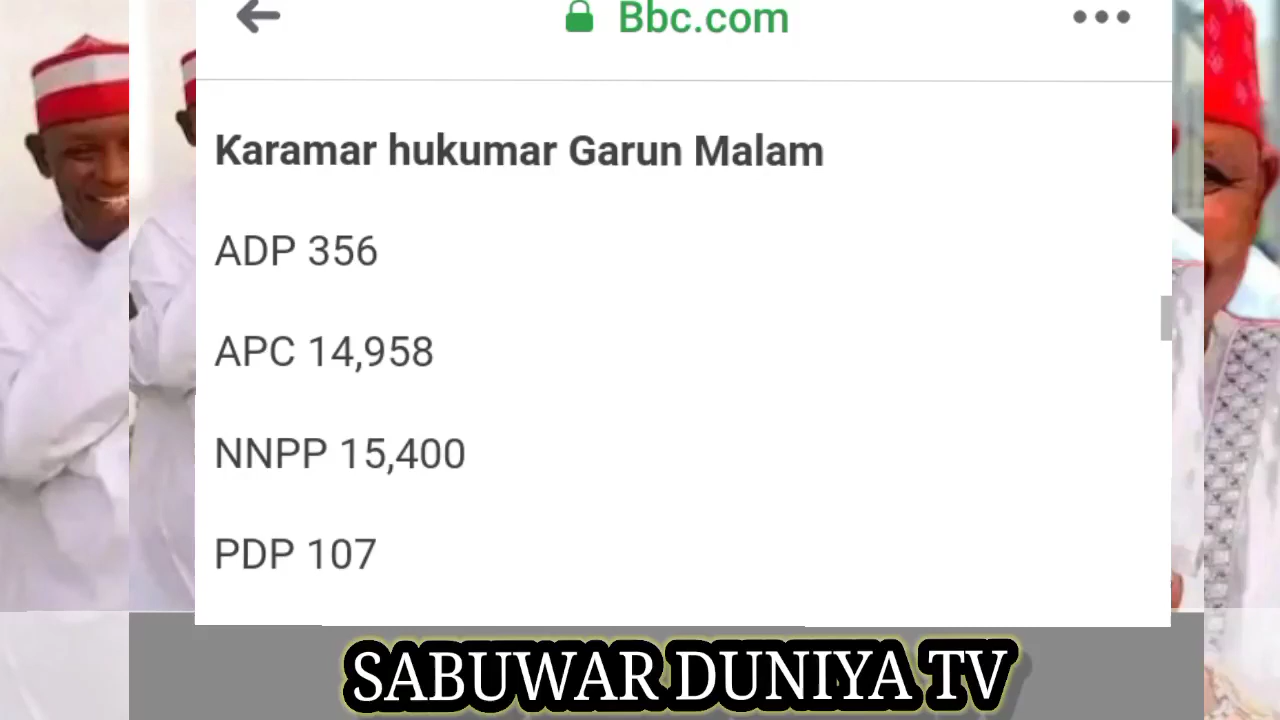 Bbc.com
Karamar hukumar Garun Malam
ADP 356
APC 14,958
NNPP 15,400
PDP 107
SABUWAR DUNIYA TV